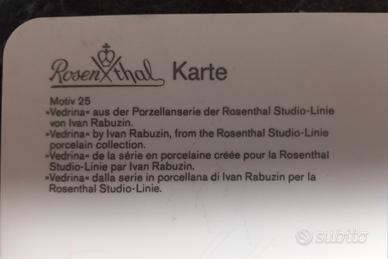 Rosenthal Karte
Motiv 25
»Vedrina« aus der Porzellanserie der Rosenthal Studio-Linie
von Ivan Rabuzin.
»Vedrina« by Ivan Rabuzin, from the Rosenthal Studio-Linie
porcelain collection.
»Vedrina« de la série en porcelaine créée pour la Rosenthal
Studio-Linie par Ivan Rabuzin.
»Vedrina« dalla serie in porcellana di Ivan Rabuzin per la
Rosenthal Studio-Linie.
subito